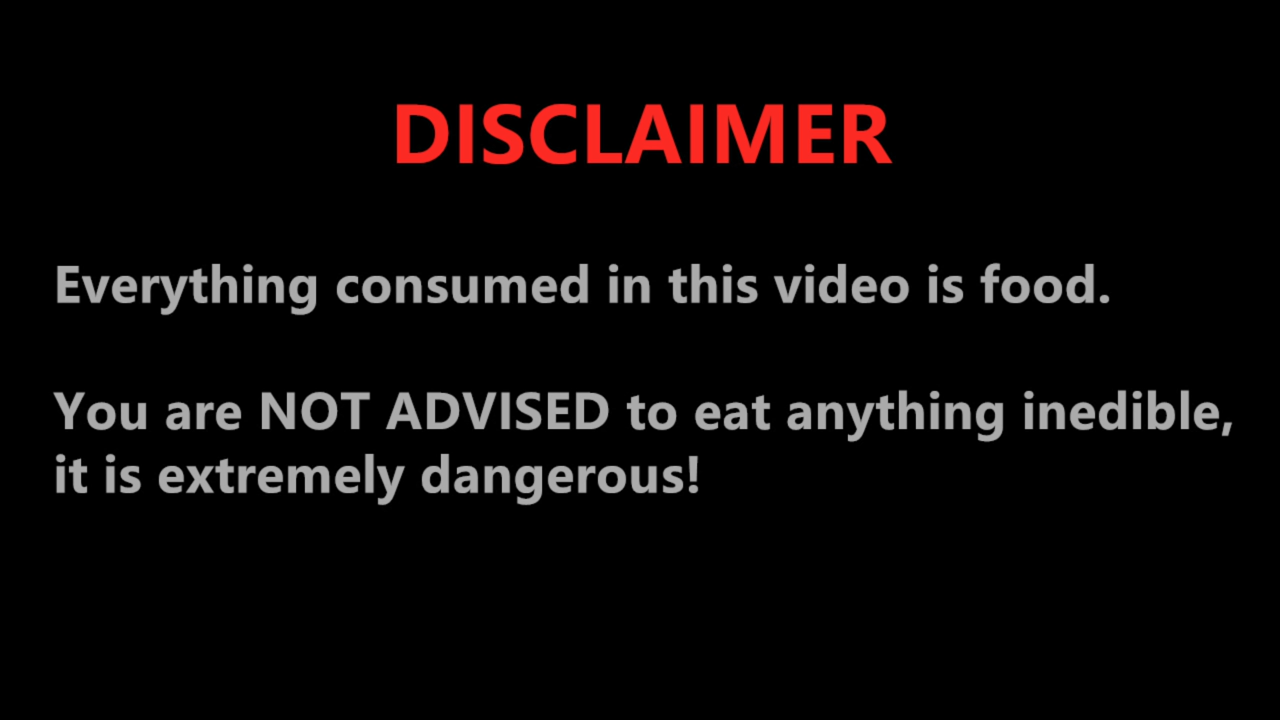 DISCLAIMER
Everything consumed in this video is food.
You are NOT ADVISED to eat anything inedible,
it is extremely dangerous!